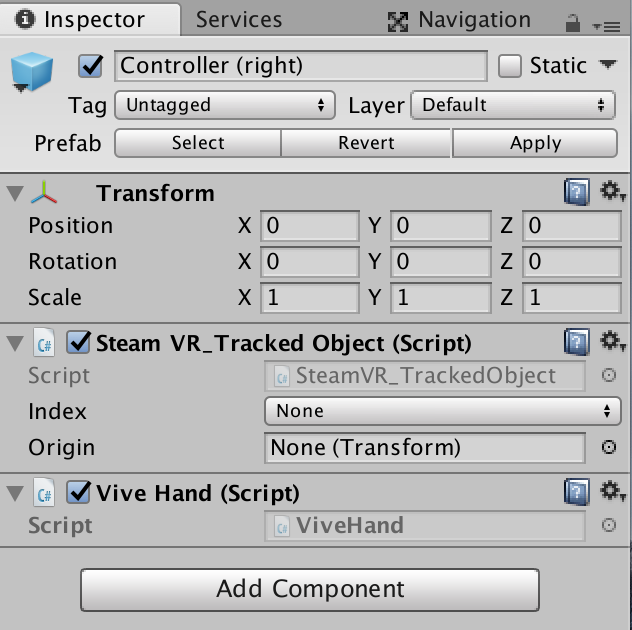 Inspector Services Navigation
Controller (right) Static
Tag Untagged Layer Default
Prefab Select Revert Apply
Transform
Position X 0 Y 0 Z 0
Rotation X 0 Y 0 Z 0
Scale X 1 Y 1 Z 1
C# Steam VR_Tracked Object (Script)
Script C# SteamVR_TrackedObject
Index None
Origin None (Transform)
C# Vive Hand (Script)
Script C# ViveHand
Add Component